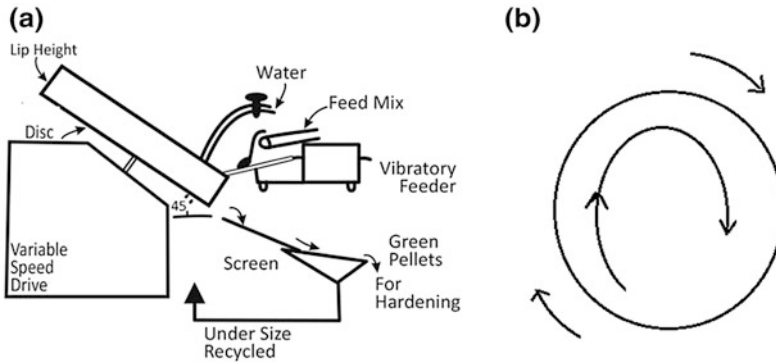 (a)
Lip Height
Water
Feed Mix
Disc
Vibratory
Feeder
45
Variable
Speed
Drive
Screen
Green
Pellets
For
Hardening
Under Size
Recycled
(b)